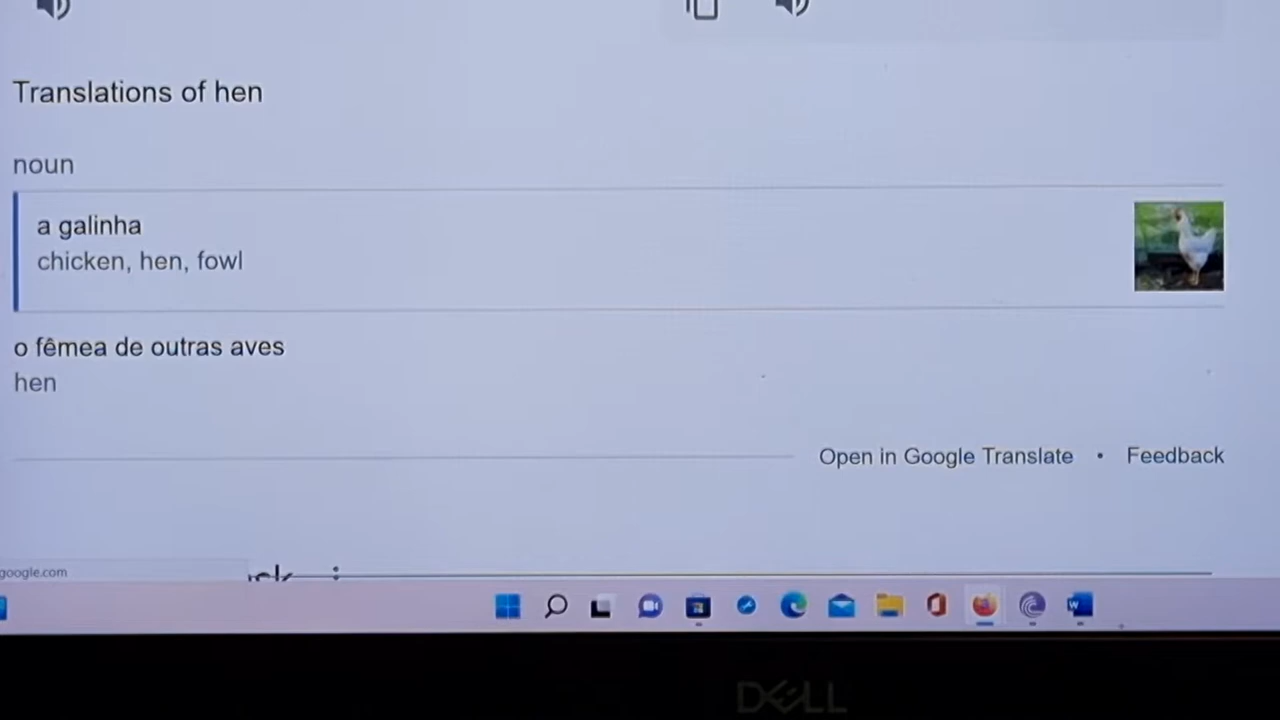 Translations of hen
noun
a galinha
chicken, hen, fowl
o fêmea de outras aves
hen
Open in Google Translate • Feedback
google.com
DELL